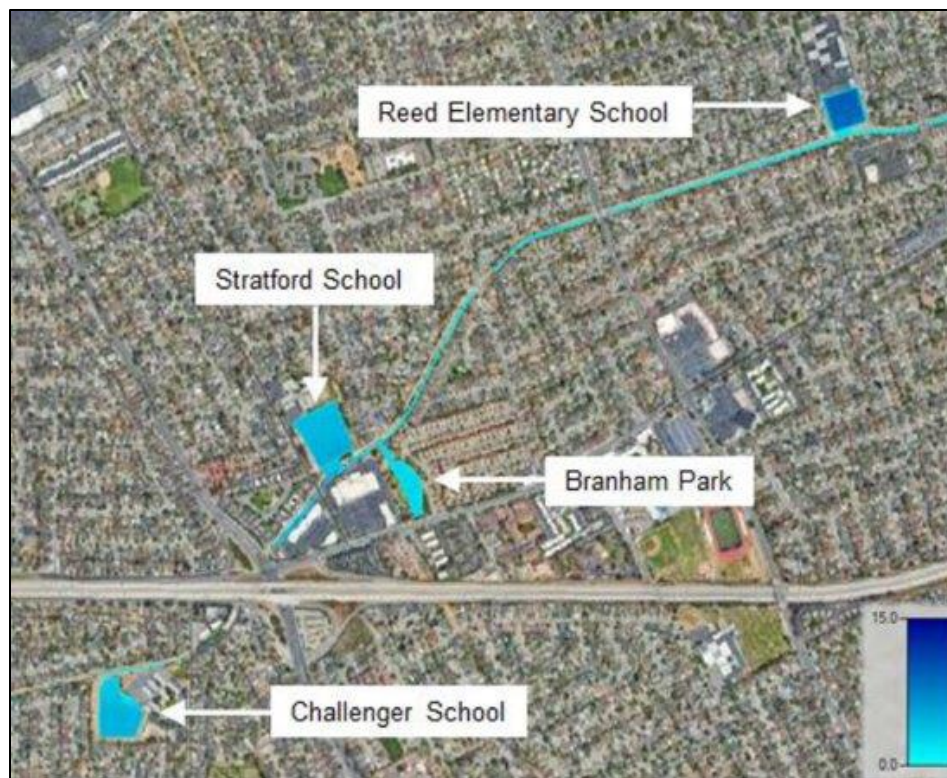 Reed Elementary School
Stratford School
Branham Park
Challenger School
15.0
0.0